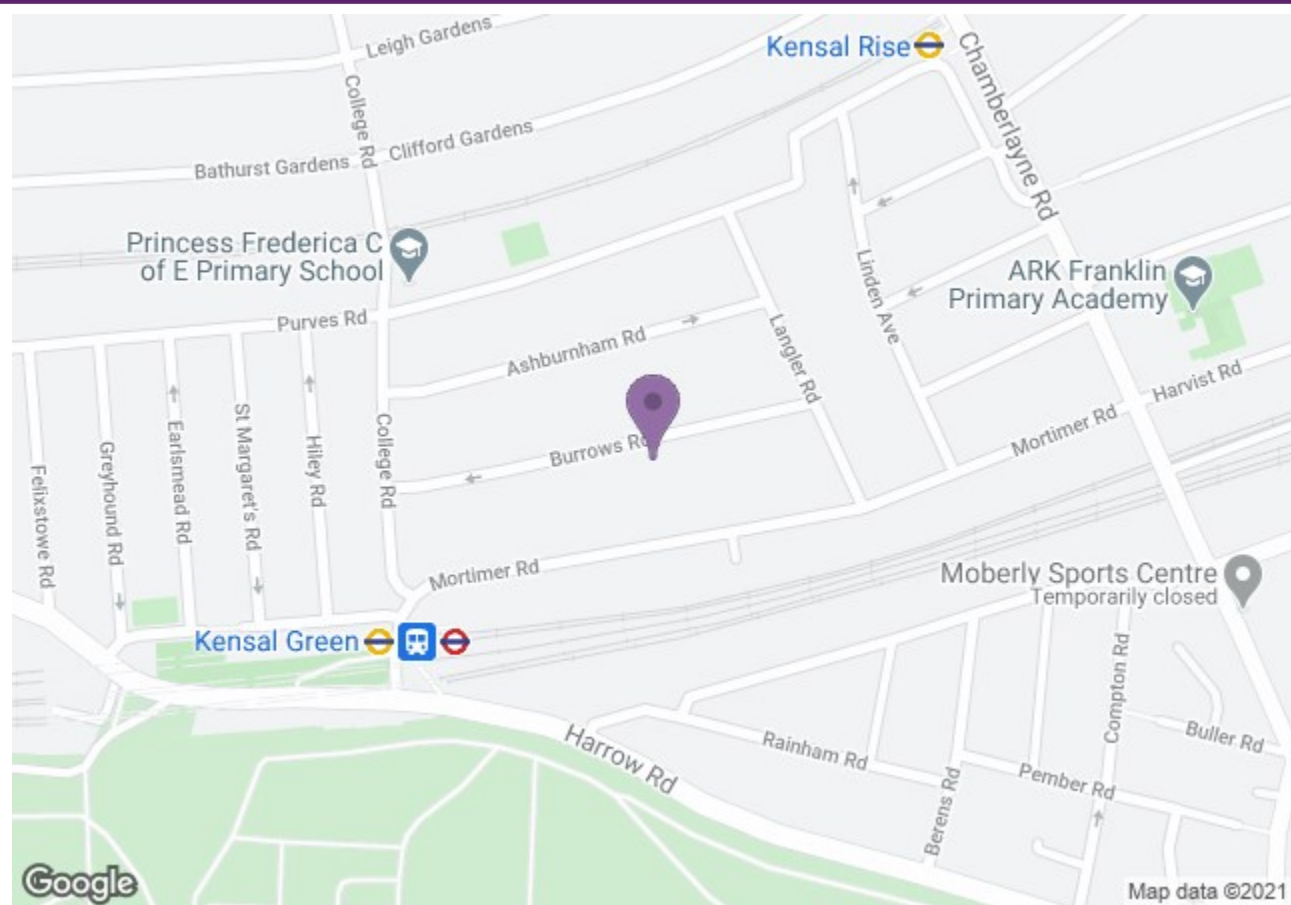 Leigh Gardens
Kensal Rise
Chamberlayne Rd
College Rd
Bathurst Gardens
Clifford Gardens
Princess Frederica C
of E Primary School
ARK Franklin
Primary Academy
Linden Ave
Purves Rd
Ashburnham Rd
Langler Rd
Harvist Rd
Mortimer Rd
Felixstowe Rd
Greyhound Rd
Earlsmead Rd
St Margaret's Rd
Hiley Rd
College Rd
Burrows Rd
Mortimer Rd
Moberly Sports Centre
Temporarily closed
Kensal Green
Harrow Rd
Rainham Rd
Berens Rd
Compton Rd
Pember Rd
Buller Rd
Google
Map data ©2021